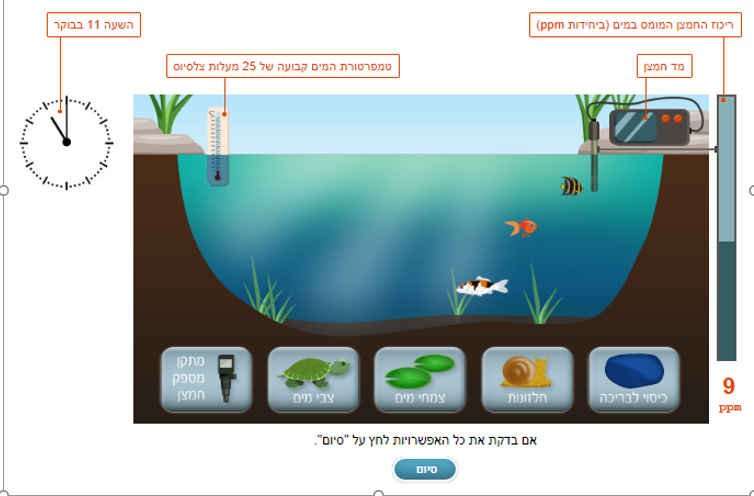 השעה 11 בבוקר
ריכוז החמצן המומס במים (ביחידות ppm)
טמפרטורת המים קבועה של 25 מעלות צלסיוס
מד חמצן
9
ppm
כיסוי לבריכה
חלזונות
צמחי מים
צבי מים
מתקן
מספק
חמצן
אם בדקת את כל האפשרויות לחץ על "סיום".
סיום